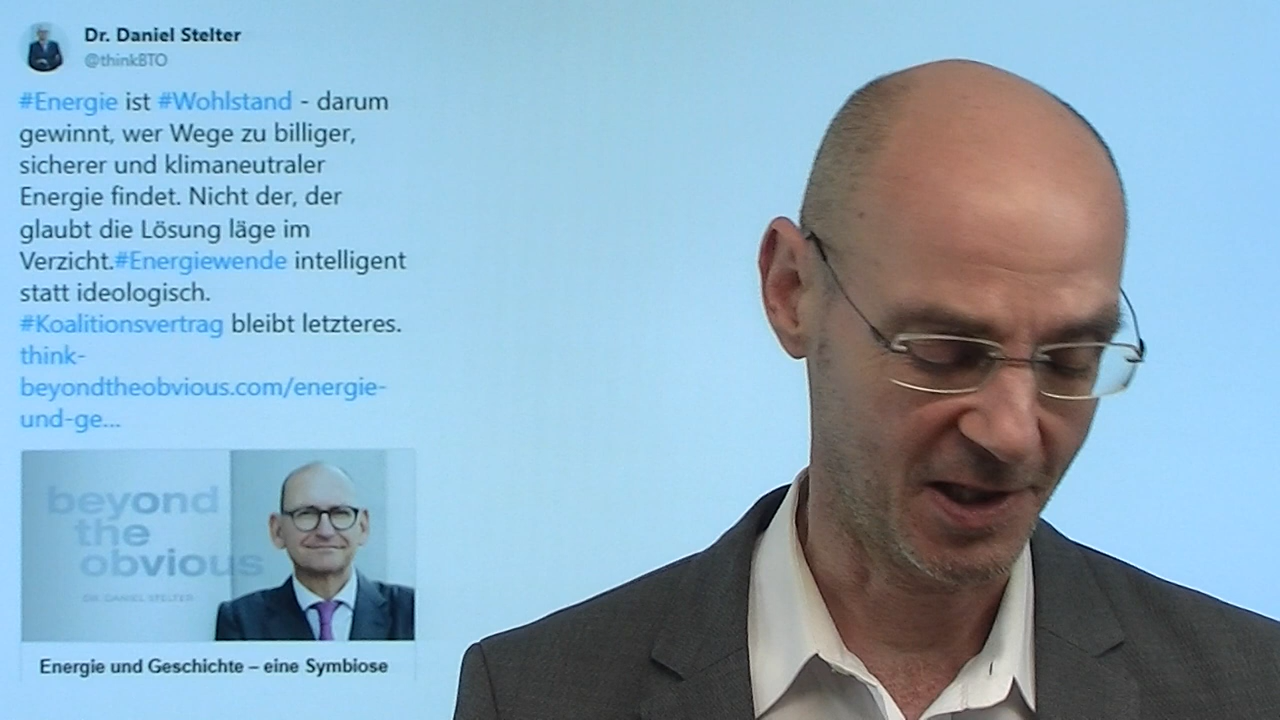 Dr. Daniel Stelter
@thinkBTO
#Energie ist #Wohlstand - darum
gewinnt, wer Wege zu billiger,
sicherer und klimaneutraler
Energie findet. Nicht der, der
glaubt die Lösung läge im
Verzicht.#Energiewende intelligent
statt ideologisch.
#Koalitionsvertrag bleibt letzteres.
think-
beyondtheobvious.com/energie-
und-ge...
beyond
the
obvious
DR. DANIEL STELTER
Energie und Geschichte – eine Symbiose